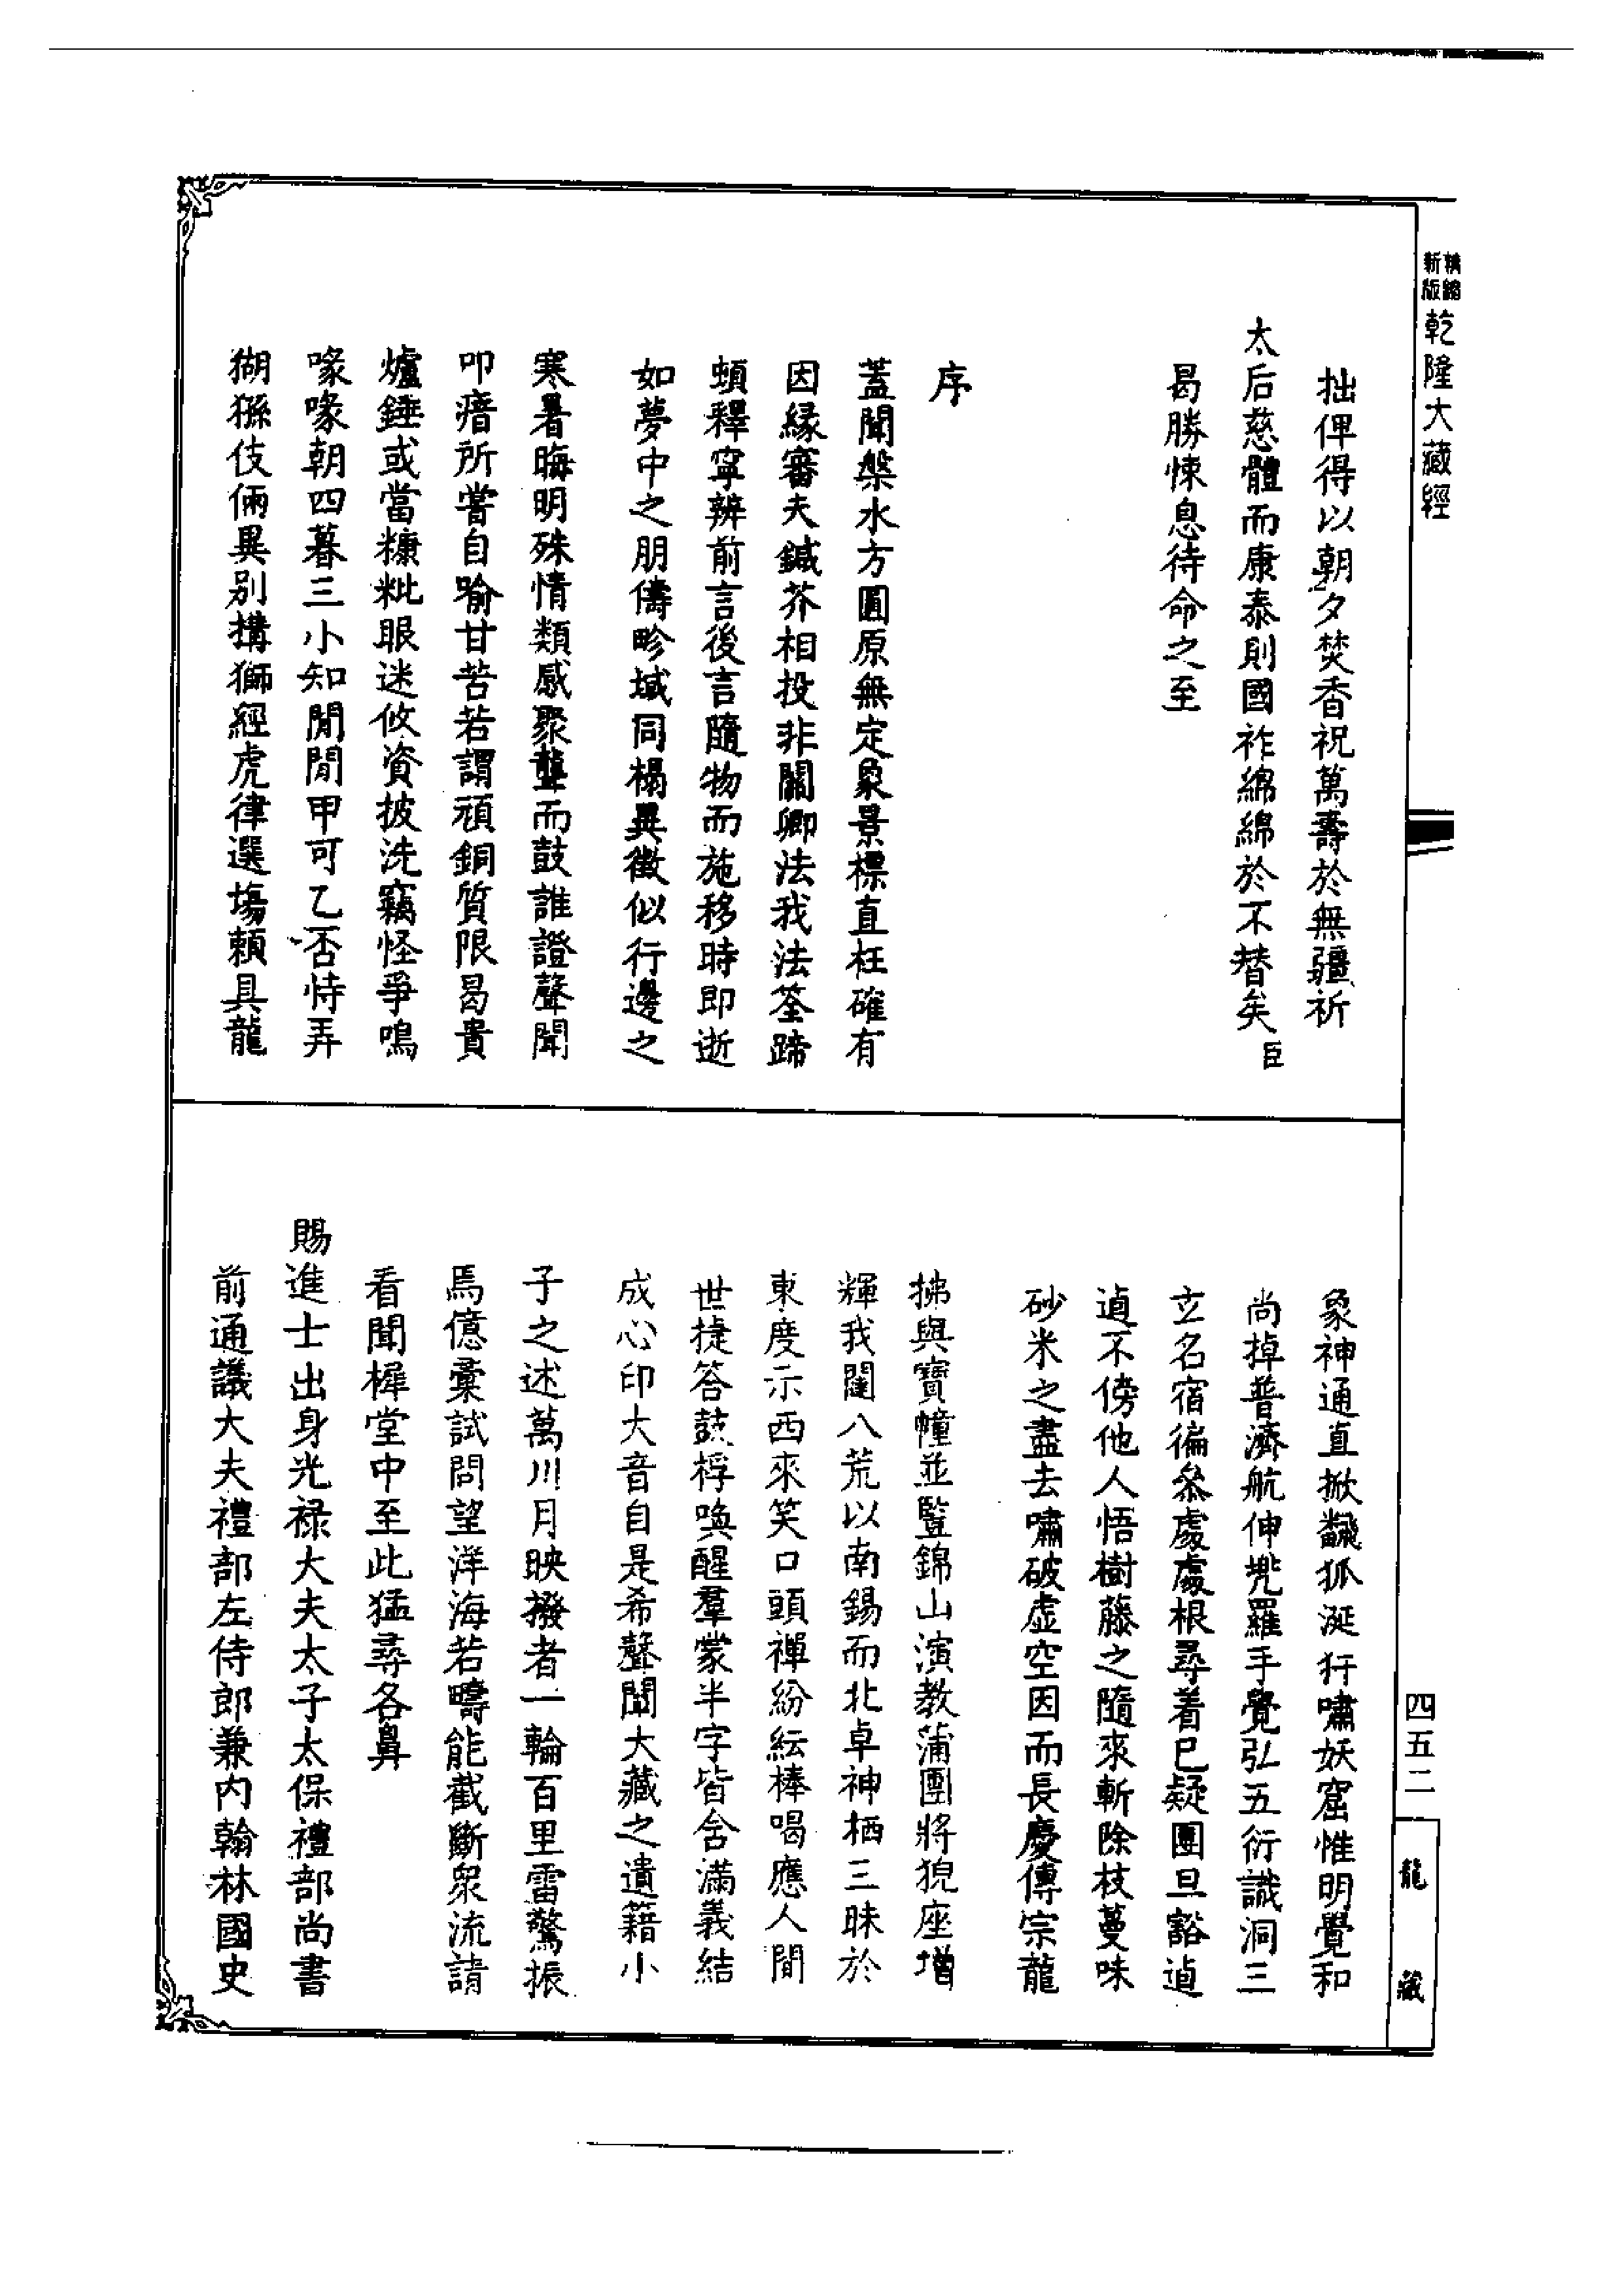 精縮新版乾隆大藏經
拙俾得以朝夕焚香祝萬壽於無疆祈
太后慈體而康泰則國祚綿綿於不替矣臣
曷勝悚息待命之至
序
蓋聞槃水方圓原無定象景標直枉確有
因緣審夫鍼芥相投非關卿法我法筌蹄
頓釋寧辨前言後言隨物而施移時即逝
如夢中之朋儔畛域同榻異徵似行邊之
寒暑晦明殊情類感聚聾而鼓誰證聲聞
叩瘖所嘗自喻甘苦若謂頑銅質限曷貴
爐錘或當糠粃眼迷攸資披洗竊怪爭鳴
喙喙朝四暮三小知閒閒甲可乙否恃弄
猢猻伎倆異別搆獅經虎律選場賴具龍
象神通直掀飜狐涎犴嘯妖窟惟明覺和
尚掉普濟航伸兜羅手覺弘五衍識洞三
立名宿徧叅處處根尋着巳疑團旦豁逌
逌不傍他人悟樹藤之隨來斬除枝蔓味
砂米之盡去嘯破虛空因而長慶傳宗龍
拂與寶幢並豎錦山演教蒲團將猊座增
輝我闥八荒以南錫而北卓神栖三昧於
東度示西來笑口頭禪紛紜棒喝應人間
世捷答鼓桴喚醒羣蒙半字皆含滿義結
成心印大音自是希聲聞大藏之遺籍小
子之述萬川月映撥者一輪百里雷驚振
焉億彙試問望洋海若疇能截斷衆流請
看聞樨堂中至此猛尋各鼻
賜進士出身光祿大夫太子太保禮部尚書
前通議大夫禮部左侍郎兼內翰林國史
四五二
龍藏